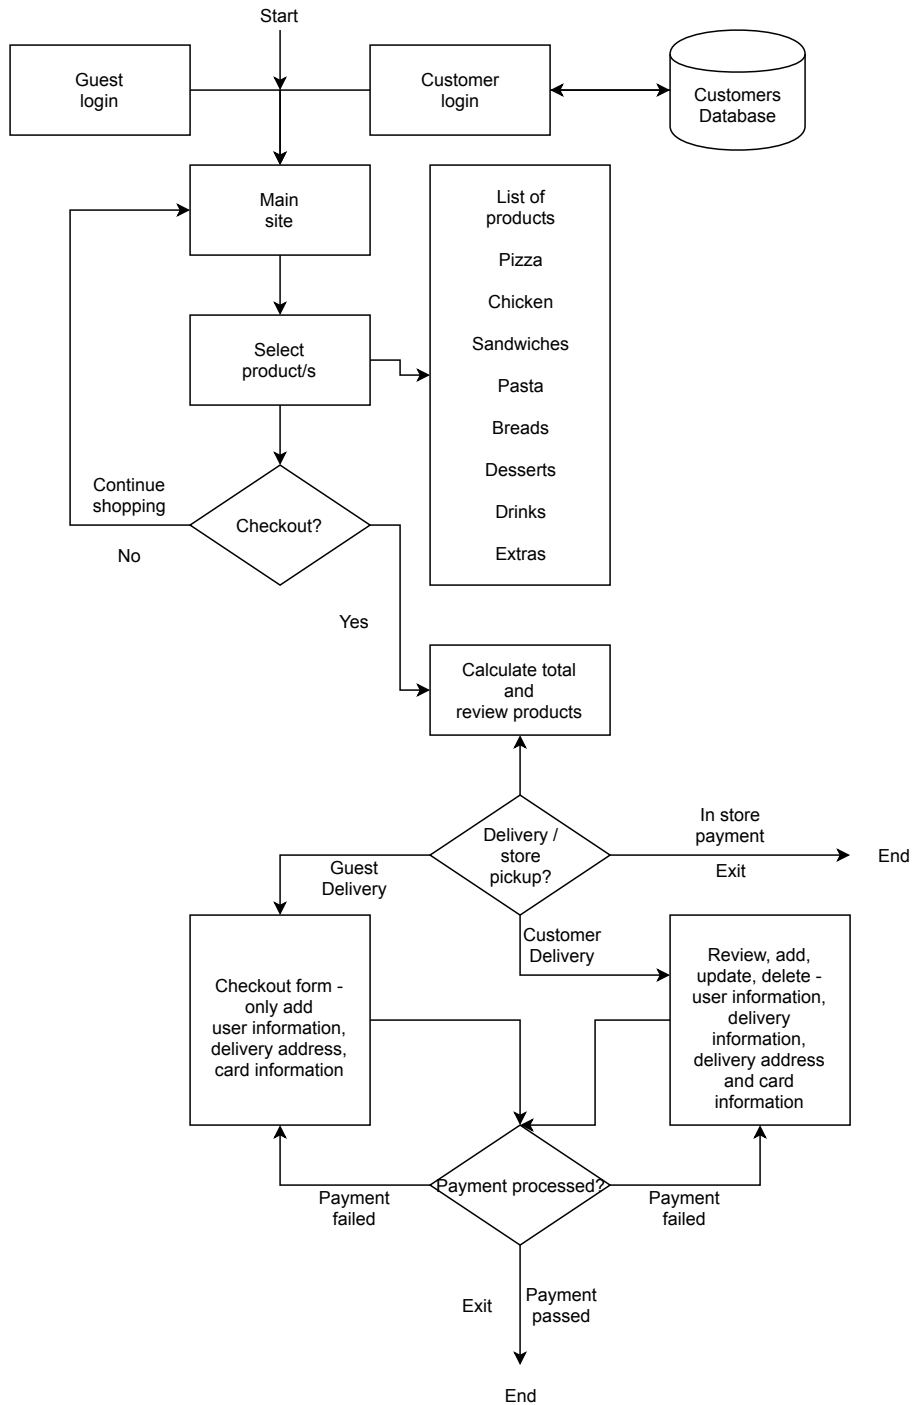 Start
Guest
login
Customer
login
Customers
Database
Main
site
List of
products
Pizza
Chicken
Sandwiches
Pasta
Breads
Desserts
Drinks
Extras
Select
product/s
Continue
shopping
No
Checkout?
Yes
Calculate total
and
review products
Delivery /
store
pickup?
In store
payment
Exit
End
Guest
Delivery
Customer
Delivery
Checkout form -
only add
user information,
delivery address,
card information
Review, add,
update, delete -
user information,
delivery
information,
delivery address
and card
information
Payment processed?
Payment
failed
Payment
failed
Exit
Payment
passed
End